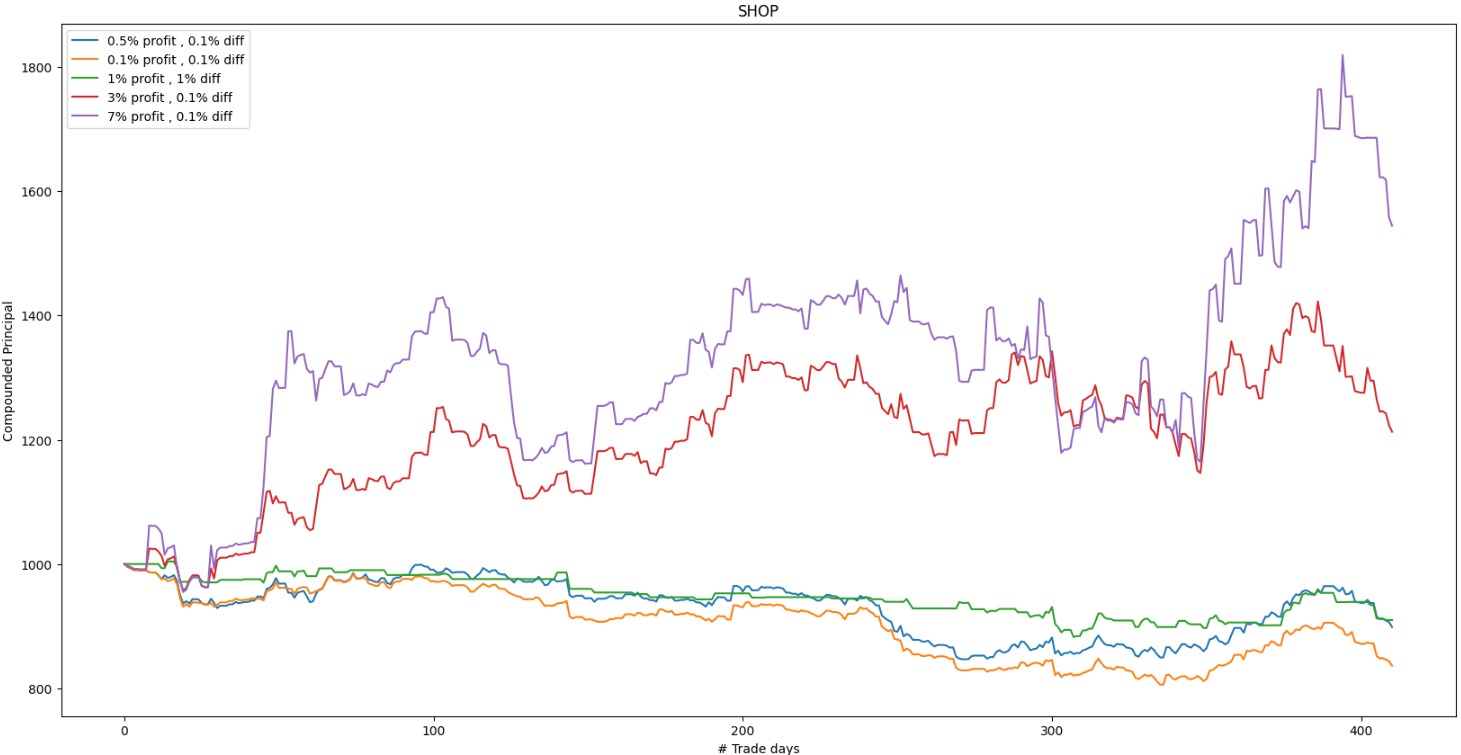 SHOP
0.5% profit , 0.1% diff
0.1% profit , 0.1% diff
1% profit , 1% diff
3% profit , 0.1% diff
7% profit , 0.1% diff
Compounded Principal
1800
1600
1400
1200
1000
800
0 100 200 300 400
# Trade days